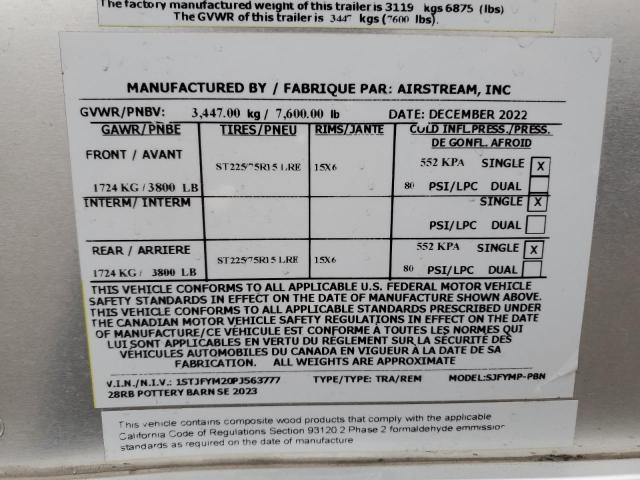 The factory manufactured weight of this trailer is 3119 kgs 6875 (lbs)
The GVWR of this trailer is 3447 kgs (7600 lbs).
MANUFACTURED BY / FABRIQUE PAR: AIRSTREAM, INC
GVWR/PNBV: 3,447.00 kg / 7,600.00 lb DATE: DECEMBER 2022
GAWR/PNBE TIRES/PNEU RIMS/JANTE COLD INFL.PRESS./PRESS.
DE GONFL. AFROID
FRONT / AVANT ST225/75R15 LRE 15X6 552 KPA SINGLE X
1724 KG / 3800 LB 80 PSI/LPC DUAL
INTERM/ INTERM SINGLE X
PSI/LPC DUAL
REAR / ARRIERE ST225/75R15 LRE 15X6 552 KPA SINGLE X
1724 KG / 3800 LB 80 PSI/LPC DUAL
THIS VEHICLE CONFORMS TO ALL APPLICABLE U.S. FEDERAL MOTOR VEHICLE
SAFETY STANDARDS IN EFFECT ON THE DATE OF MANUFACTURE SHOWN ABOVE.
THIS VEHICLE CONFORMS TO ALL APPLICABLE STANDARDS PRESCRIBED UNDER
THE CANADIAN MOTOR VEHICLE SAFETY REGULATIONS IN EFFECT ON THE DATE
OF MANUFACTURE/CE VÉHICULE EST CONFORME À TOUTES LES NORMES QUI
LUI SONT APPLICABLES EN VERTU DU RÈGLEMENT SUR LA SÉCURITÉ DES
VÉHICULES AUTOMOBILES DU CANADA EN VIGUEUR À LA DATE DE SA
FABRICATION. ALL WEIGHTS ARE APPROXIMATE
V.I.N./N.I.V.: 1STJFYM20PJ563777 TYPE/TYPE: TRA/REM MODEL:SJFYMP-PBN
28RB POTTERY BARN SE 2023
This vehicle contains composite wood products that comply with the applicable
California Code of Regulations Section 93120.2 Phase 2 formaldehyde emmission
standards as required on the date of manufacture